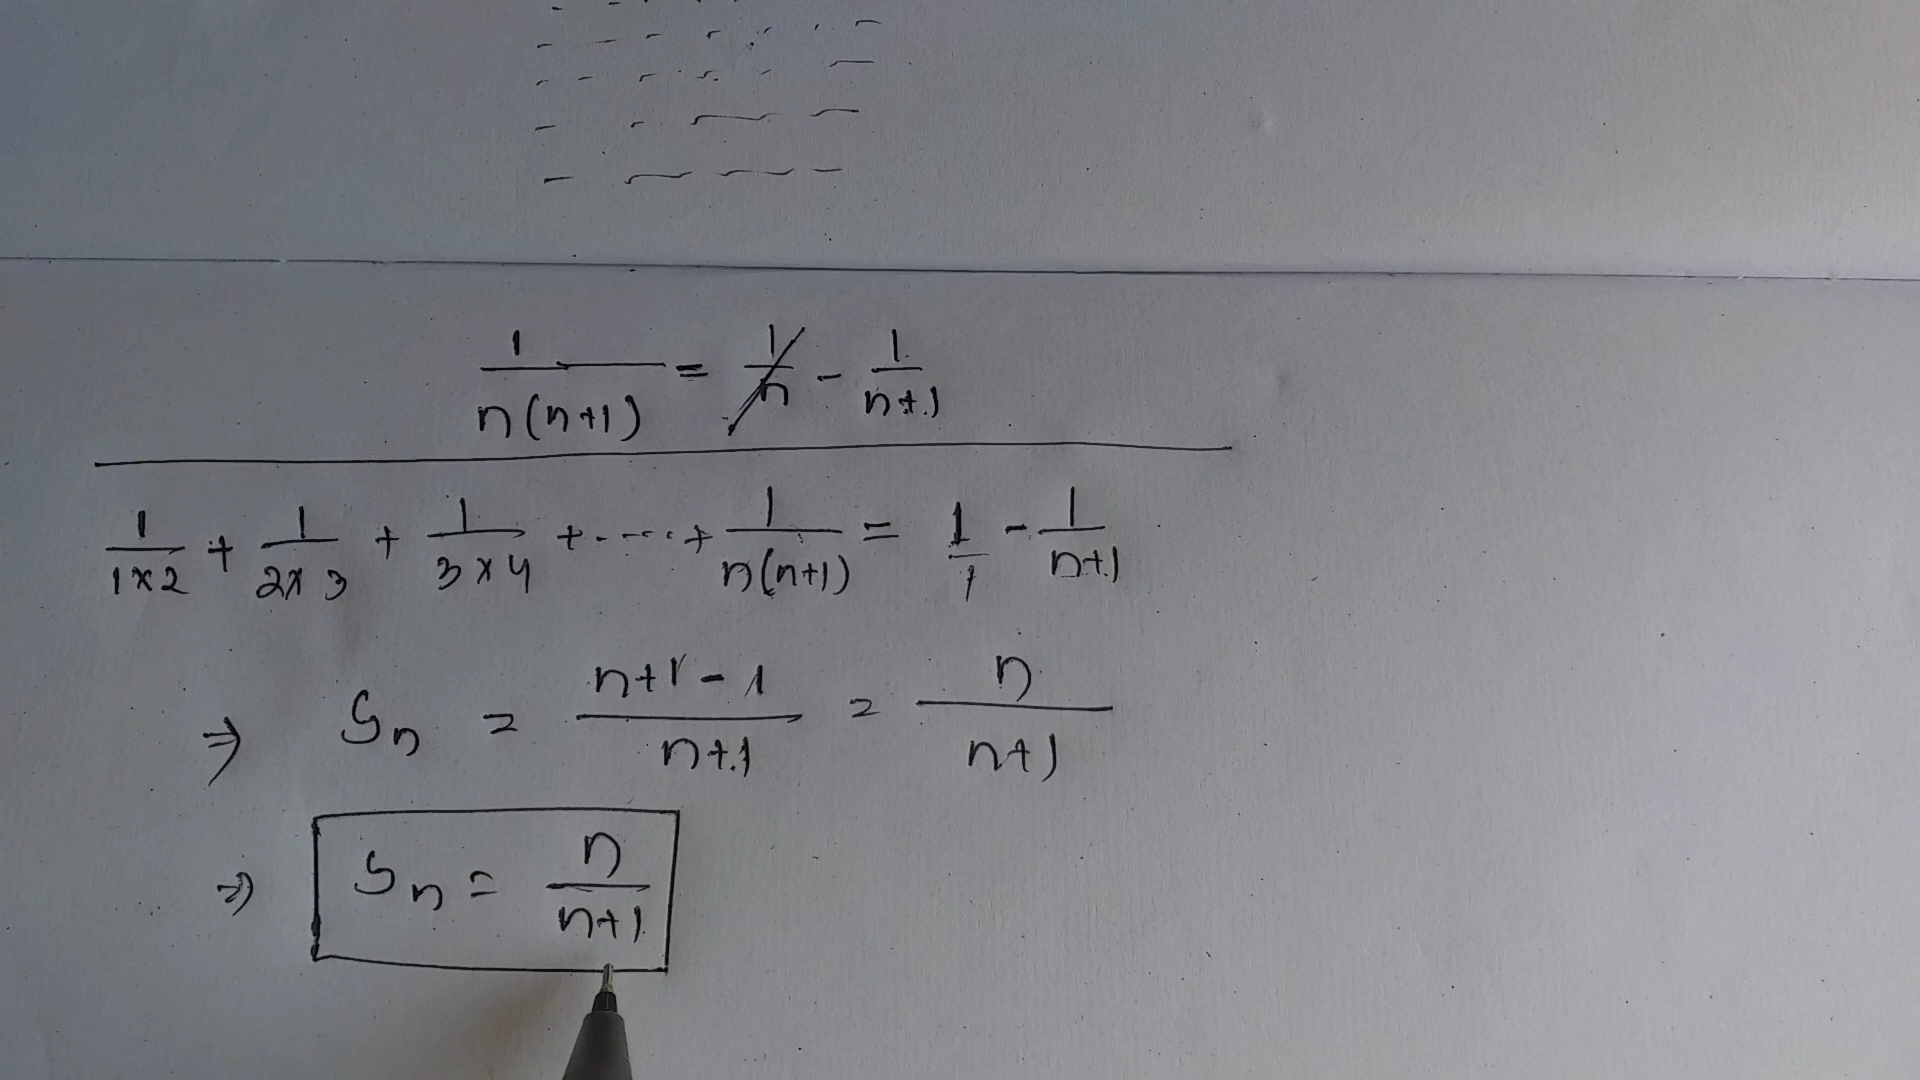 1/n(n+1) = 1/n - 1/n+1
1/1×2 + 1/2×3 + 1/3×4 + ..... + 1/n(n+1) = 1/1 - 1/n+1
⇒ Sn = n+1-1/n+1 = n/n+1
⇒ Sn = n/n+1